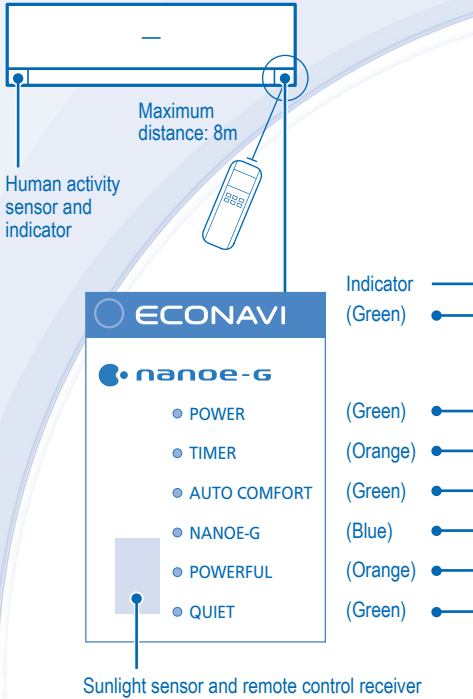 Maximum
distance: 8m
Human activity
sensor and
indicator
Indicator
ECONAVI (Green)
nanoe-G
POWER (Green)
TIMER (Orange)
AUTO COMFORT (Green)
NANOE-G (Blue)
POWERFUL (Orange)
QUIET (Green)
Sunlight sensor and remote control receiver